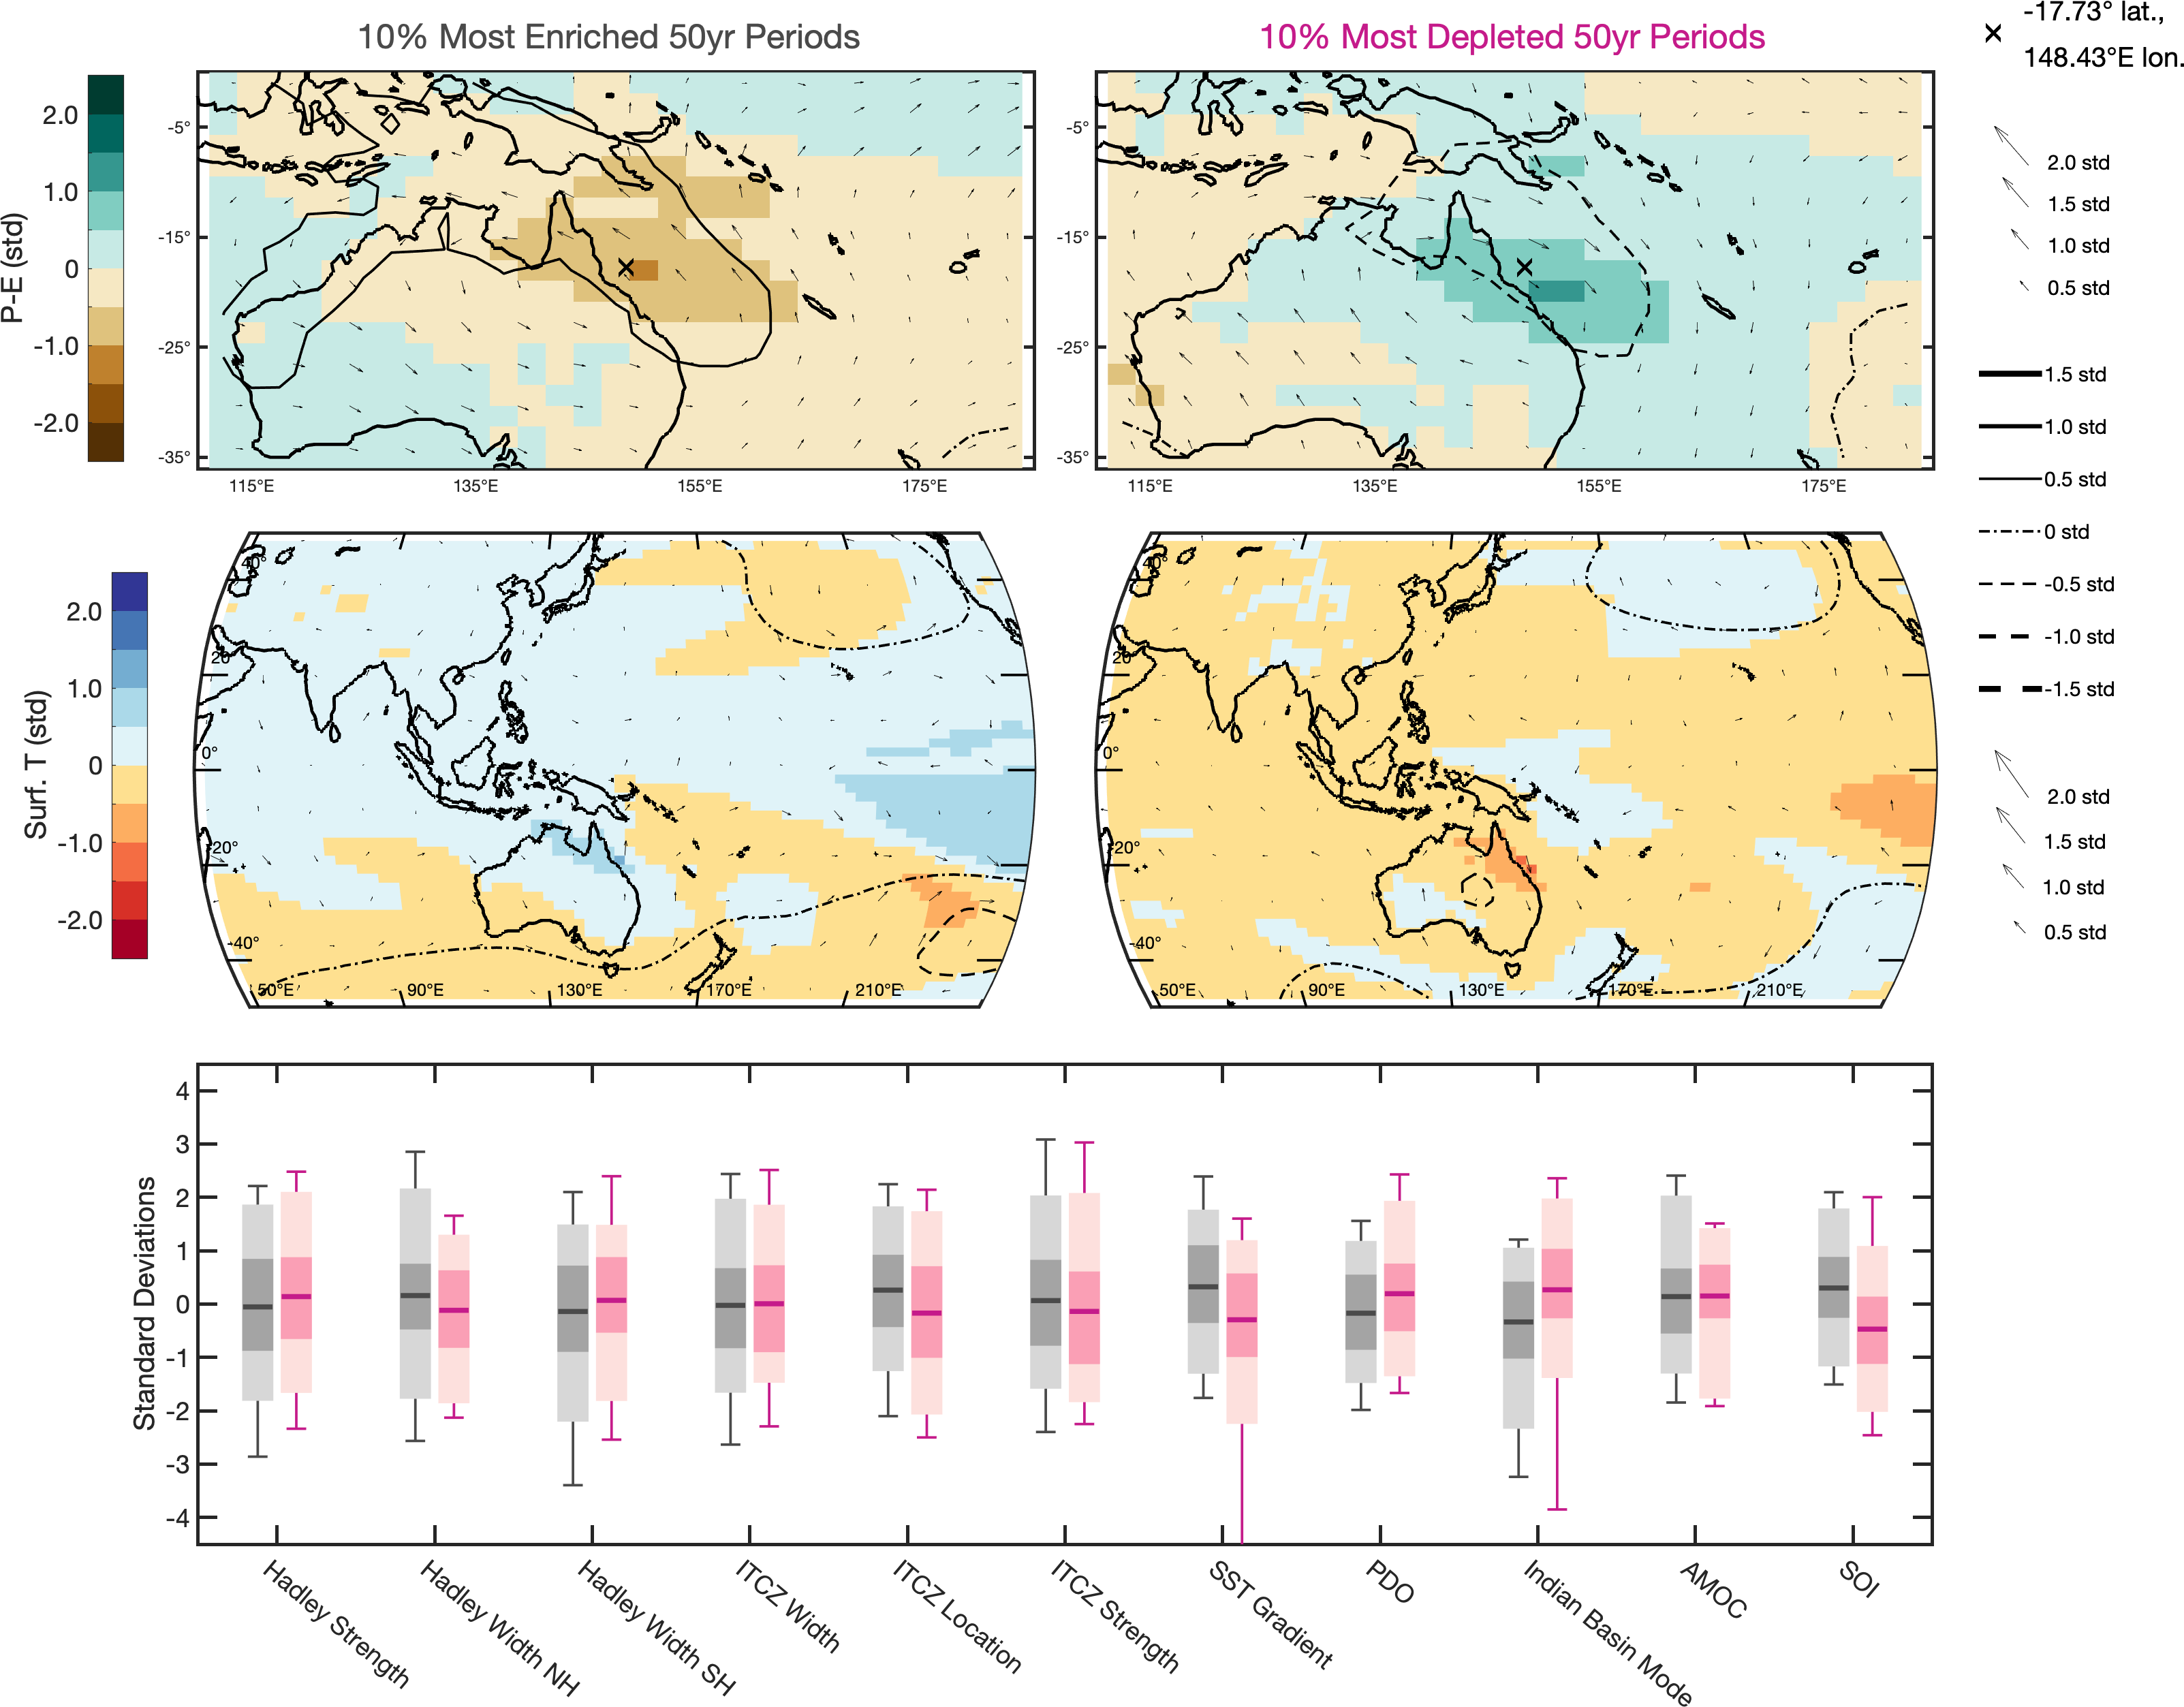 10% Most Enriched 50yr Periods
10% Most Depleted 50yr Periods
-17.73° lat.,
148.43°E lon.
P-E (std)
2.0
1.0
0
-1.0
-2.0
-5°
-15°
-25°
-35°
115°E
135°E
155°E
175°E
-5°
-15°
-25°
-35°
115°E
135°E
155°E
175°E
2.0 std
1.5 std
1.0 std
0.5 std
1.5 std
1.0 std
0.5 std
0 std
-0.5 std
-1.0 std
-1.5 std
Surf. T (std)
2.0
1.0
0
-1.0
-2.0
40°
20°
0°
-20°
-40°
50°E
90°E
130°E
170°E
210°E
40°
20°
0°
-20°
-40°
50°E
90°E
130°E
170°E
210°E
2.0 std
1.5 std
1.0 std
0.5 std
Standard Deviations
4
3
2
1
0
-1
-2
-3
-4
Hadley Strength
Hadley Width NH
Hadley Width SH
ITCZ Width
ITCZ Location
ITCZ Strength
SST Gradient
PDO
Indian Basin Mode
AMOC
SOI